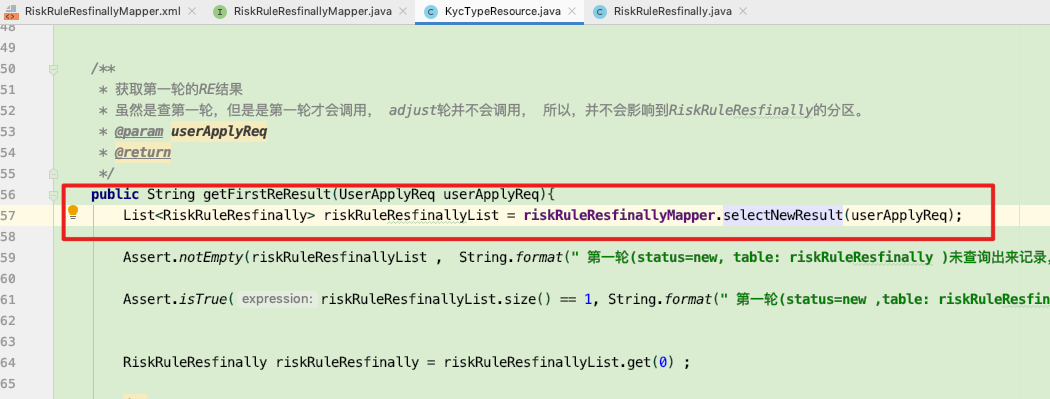 RiskRuleResfinallyMapper.xml × RiskRuleResfinallyMapper.java × KycTypeResource.java × RiskRuleResfinally.java ×
48
49
50 /**
51 * 获取第一轮的RE结果
52 * 虽然是查第一轮，但是是第一轮才会调用， adjust轮并不会调用， 所以，并不会影响到RiskRuleResfinally的分区。
53 * @param userApplyReq
54 * @return
55 */
56 public String getFirstReResult(UserApplyReq userApplyReq){
57 List<RiskRuleResfinally> riskRuleResfinallyList = riskRuleResfinallyMapper.selectNewResult(userApplyReq);
58
59 Assert.notEmpty(riskRuleResfinallyList , String.format(" 第一轮(status=new, table: riskRuleResfinally )未查询出来记录,
60
61 Assert.isTrue( expression: riskRuleResfinallyList.size() == 1, String.format(" 第一轮(status=new ,table: riskRuleResfin
62
63
64 RiskRuleResfinally riskRuleResfinally = riskRuleResfinallyList.get(0) ;
65